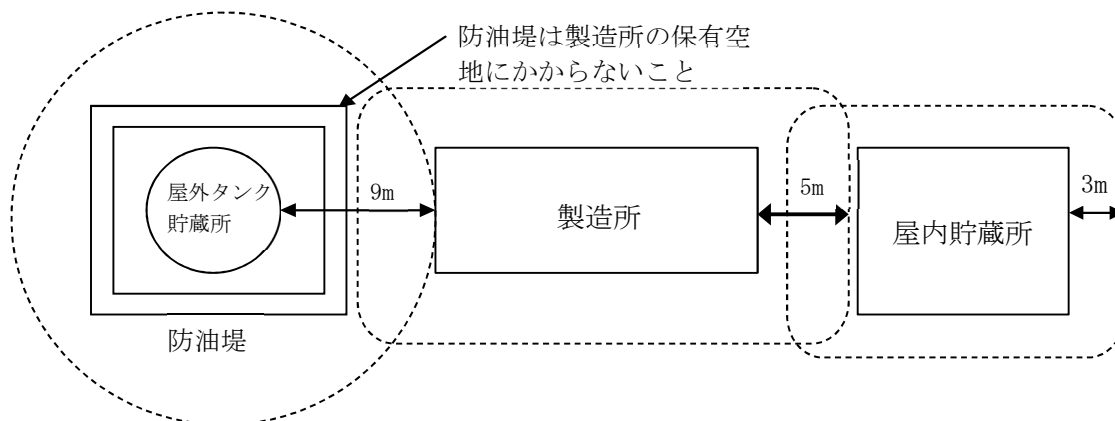 防油堤は製造所の保有空
地にかからないこと
屋外タンク
貯蔵所
9m
製造所
5m
屋内貯蔵所
3m
防油堤